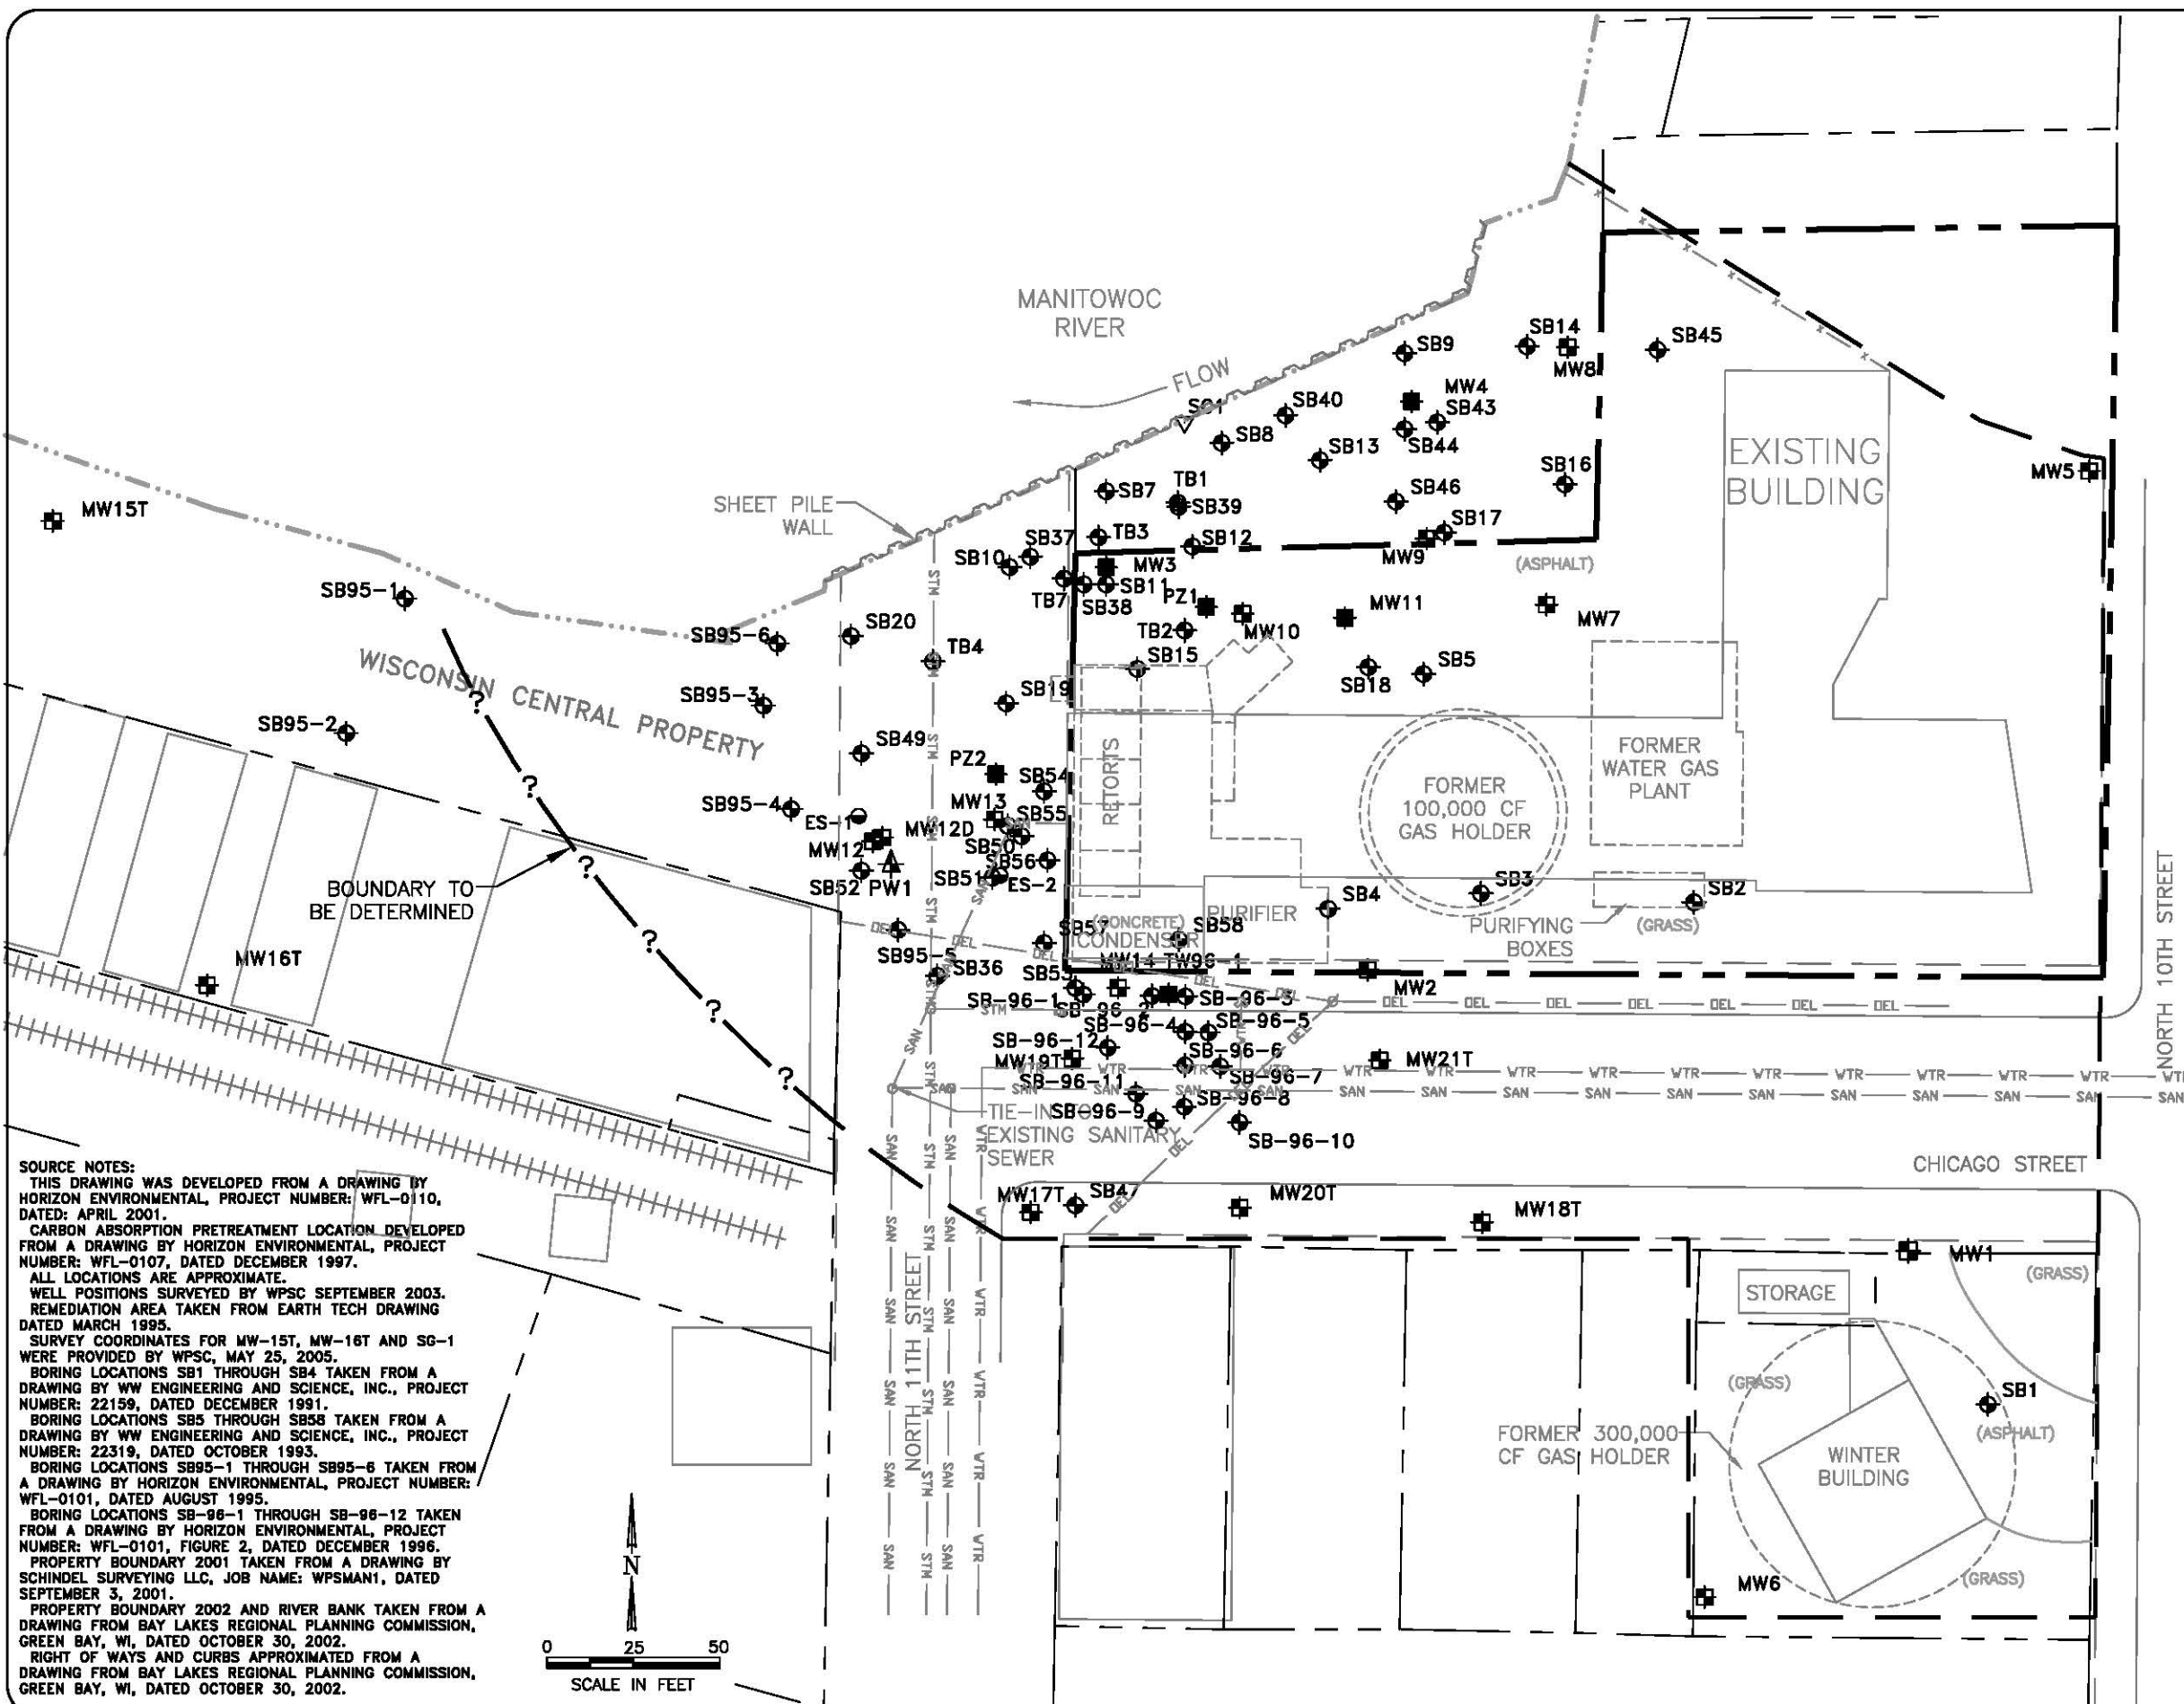 MANITOWOC
RIVER
FLOW
SB14
SB9
SB45
MW8
MW4
SG1
SB40
SB43
SB8
SB13
SB44
EXISTING
BUILDING
SB16
MW5
SB7
TB1
SB39
SB46
SHEET PILE
WALL
MW15T
SB37
TB3
SB12
SB17
MW9
SB10
MW3
(ASPHALT)
TB7
SB11
SB38
PZ1
MW11
MW7
SB95-1
SB95-6
SB20
TB2
MW10
TB4
SB15
SB18
SB5
WISCONSIN CENTRAL PROPERTY
SB95-3
SB19
SB95-2
SB49
PZ2
SB54
RETORTS
FORMER
WATER GAS
PLANT
FORMER
100,000 CF
GAS HOLDER
SB95-4
ES-1
MW13
SB55
MW12D
MW12
SB50
SB56
SB52
PW1
SB51
ES-2
SB3
SB2
SB4
BOUNDARY TO
BE DETERMINED
PURIFIER
(CONCRETE)
CONDENSER
SB57
SB58
PURIFYING
BOXES
(GRASS)
NORTH 10TH STREET
MW16T
SB95-5
SB36
SB53
MW14
TW96-1
MW2
SB-96-1
SB-96-2
SB-96-3
SB-96-4
SB-96-5
SB-96-12
SB-96-6
MW19T
MW21T
SB-96-7
SB-96-11
SB-96-8
SB-96-9
SB-96-10
TIE-IN TO
EXISTING SANITARY
SEWER
CHICAGO STREET
MW17T
SB47
MW20T
MW18T
MW1
(GRASS)
STORAGE
(GRASS)
SB1
(ASPHALT)
FORMER 300,000
CF GAS HOLDER
WINTER
BUILDING
MW6
(GRASS)
NORTH 11TH STREET
SOURCE NOTES:
THIS DRAWING WAS DEVELOPED FROM A DRAWING BY
HORIZON ENVIRONMENTAL, PROJECT NUMBER: WFL-0110,
DATED: APRIL 2001.
CARBON ABSORPTION PRETREATMENT LOCATION DEVELOPED
FROM A DRAWING BY HORIZON ENVIRONMENTAL, PROJECT
NUMBER: WFL-0107, DATED DECEMBER 1997.
ALL LOCATIONS ARE APPROXIMATE.
WELL POSITIONS SURVEYED BY WPSC SEPTEMBER 2003.
REMEDIATION AREA TAKEN FROM EARTH TECH DRAWING
DATED MARCH 1995.
SURVEY COORDINATES FOR MW-15T, MW-16T AND SG-1
WERE PROVIDED BY WPSC, MAY 25, 2005.
BORING LOCATIONS SB1 THROUGH SB4 TAKEN FROM A
DRAWING BY WW ENGINEERING AND SCIENCE, INC., PROJECT
NUMBER: 22159, DATED DECEMBER 1991.
BORING LOCATIONS SB5 THROUGH SB58 TAKEN FROM A
DRAWING BY WW ENGINEERING AND SCIENCE, INC., PROJECT
NUMBER: 22319, DATED OCTOBER 1993.
BORING LOCATIONS SB95-1 THROUGH SB95-6 TAKEN FROM
A DRAWING BY HORIZON ENVIRONMENTAL, PROJECT NUMBER:
WFL-0101, DATED AUGUST 1995.
BORING LOCATIONS SB-96-1 THROUGH SB-96-12 TAKEN
FROM A DRAWING BY HORIZON ENVIRONMENTAL, PROJECT
NUMBER: WFL-0101, FIGURE 2, DATED DECEMBER 1996.
PROPERTY BOUNDARY 2001 TAKEN FROM A DRAWING BY
SCHINDEL SURVEYING LLC, JOB NAME: WPSMAN1, DATED
SEPTEMBER 3, 2001.
PROPERTY BOUNDARY 2002 AND RIVER BANK TAKEN FROM A
DRAWING FROM BAY LAKES REGIONAL PLANNING COMMISSION,
GREEN BAY, WI, DATED OCTOBER 30, 2002.
RIGHT OF WAYS AND CURBS APPROXIMATED FROM A
DRAWING FROM BAY LAKES REGIONAL PLANNING COMMISSION,
GREEN BAY, WI, DATED OCTOBER 30, 2002.
N
0 25 50
SCALE IN FEET